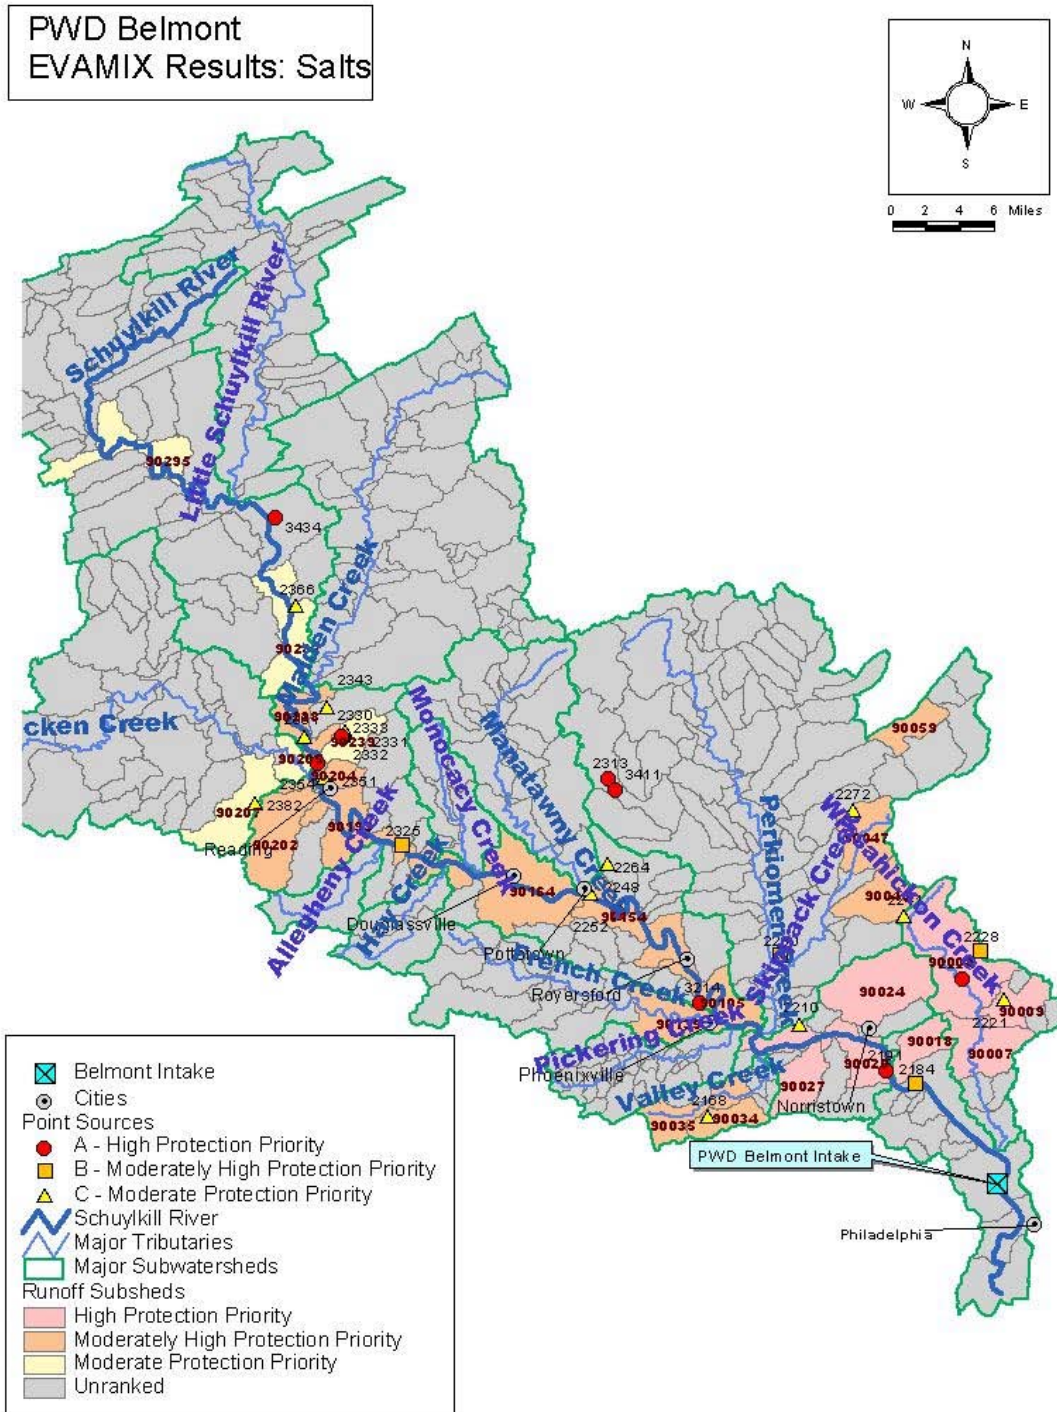 PWD Belmont
EVAMIX Results: Salts
N
W
E
S
0 2 4 6 Miles
Schuylkill River
Little Schuylkill River
90295
3434
2366
Maiden Creek
2343
cken Creek
2330
2333
90239
2331
2332
90204
2351
2382
90207
Reading
90202
2325
Allegheny Creek
Hay Creek
Monocacy Creek
Manatawny Creek
2313
3411
90059
2272
Perkiomen Creek
Skippack Creek
Wissahickon Creek
2264
2248
90164
90154
2252
Douglassville
Pottstown
French Creek
Royersford
3214
90105
Pickering Creek
Phoenixville
2210
90024
2228
90009
2221
90007
90018
2184
90027
Norristown
Valley Creek
2168
90035
90034
PWD Belmont Intake
Philadelphia
Belmont Intake
Cities
Point Sources
A - High Protection Priority
B - Moderately High Protection Priority
C - Moderate Protection Priority
Schuylkill River
Major Tributaries
Major Subwatersheds
Runoff Subsheds
High Protection Priority
Moderately High Protection Priority
Moderate Protection Priority
Unranked